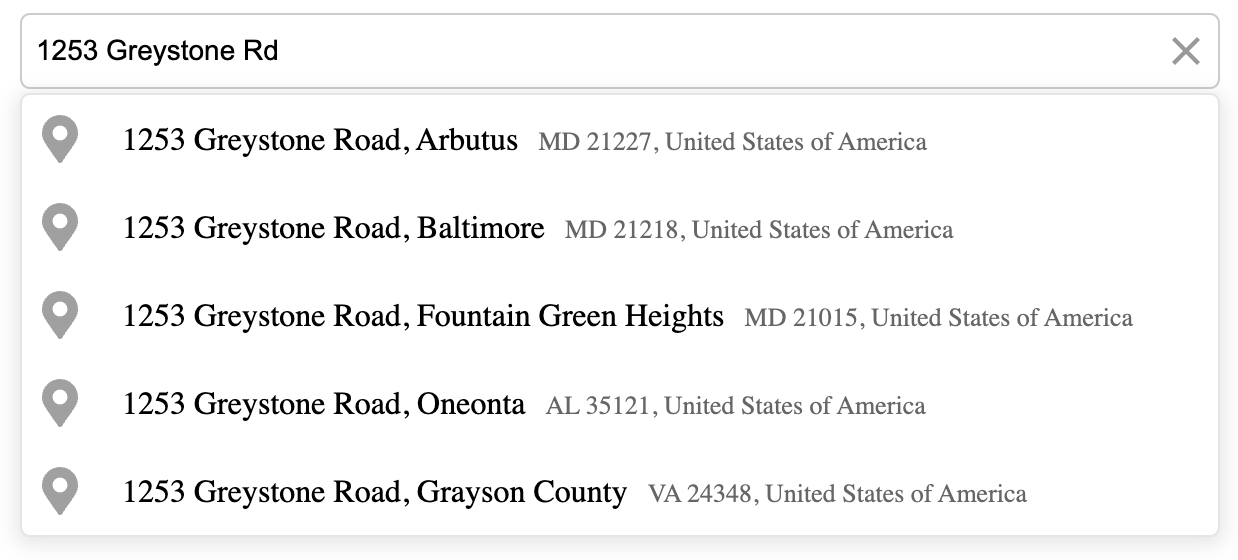 1253 Greystone Rd
1253 Greystone Road, Arbutus MD 21227, United States of America
1253 Greystone Road, Baltimore MD 21218, United States of America
1253 Greystone Road, Fountain Green Heights MD 21015, United States of America
1253 Greystone Road, Oneonta AL 35121, United States of America
1253 Greystone Road, Grayson County VA 24348, United States of America